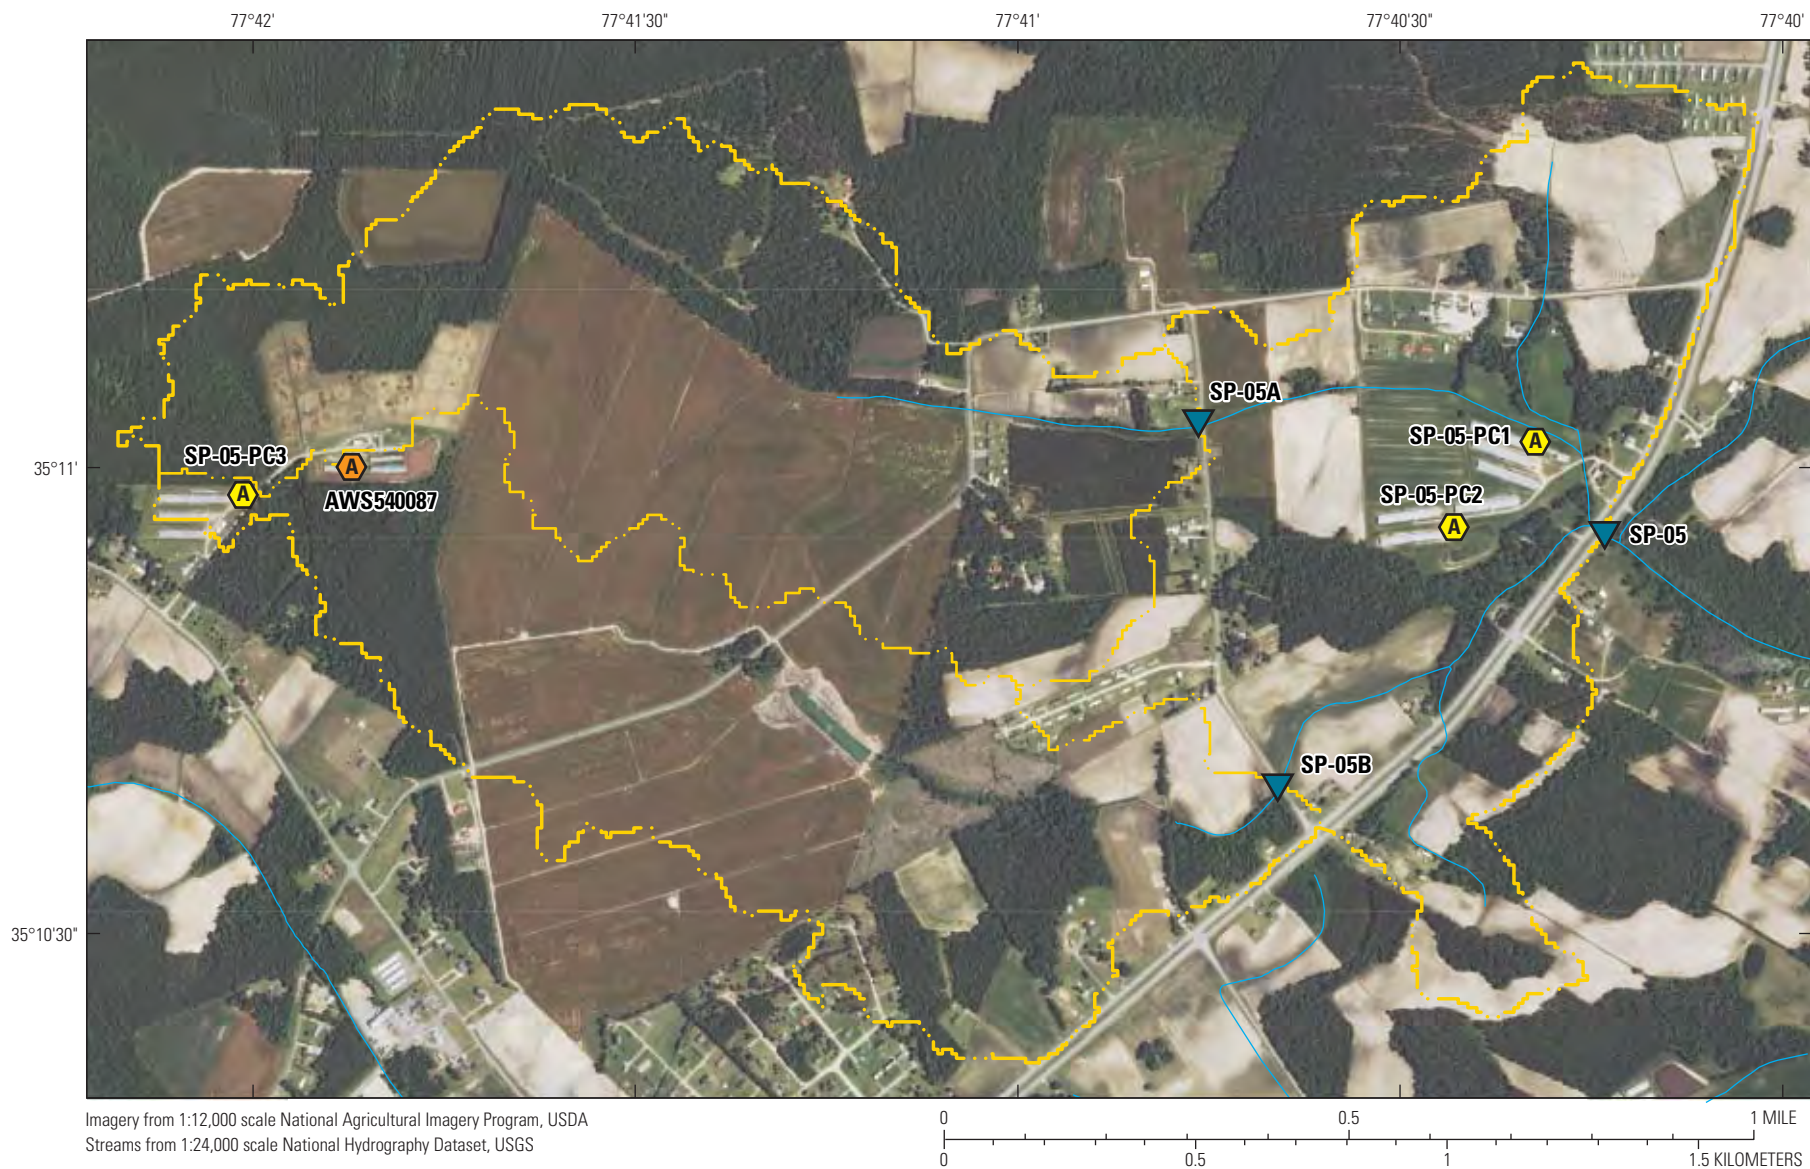 77°42' 77°41'30" 77°41' 77°40'30" 77°40'
SP-05A
SP-05-PC1
A
SP-05-PC3
35°11'
A
A
AWS540087
SP-05-PC2
A
SP-05
SP-05B
35°10'30"
Imagery from 1:12,000 scale National Agricultural Imagery Program, USDA
Streams from 1:24,000 scale National Hydrography Dataset, USGS
0 0.5 1 MILE
0 0.5 1 1.5 KILOMETERS